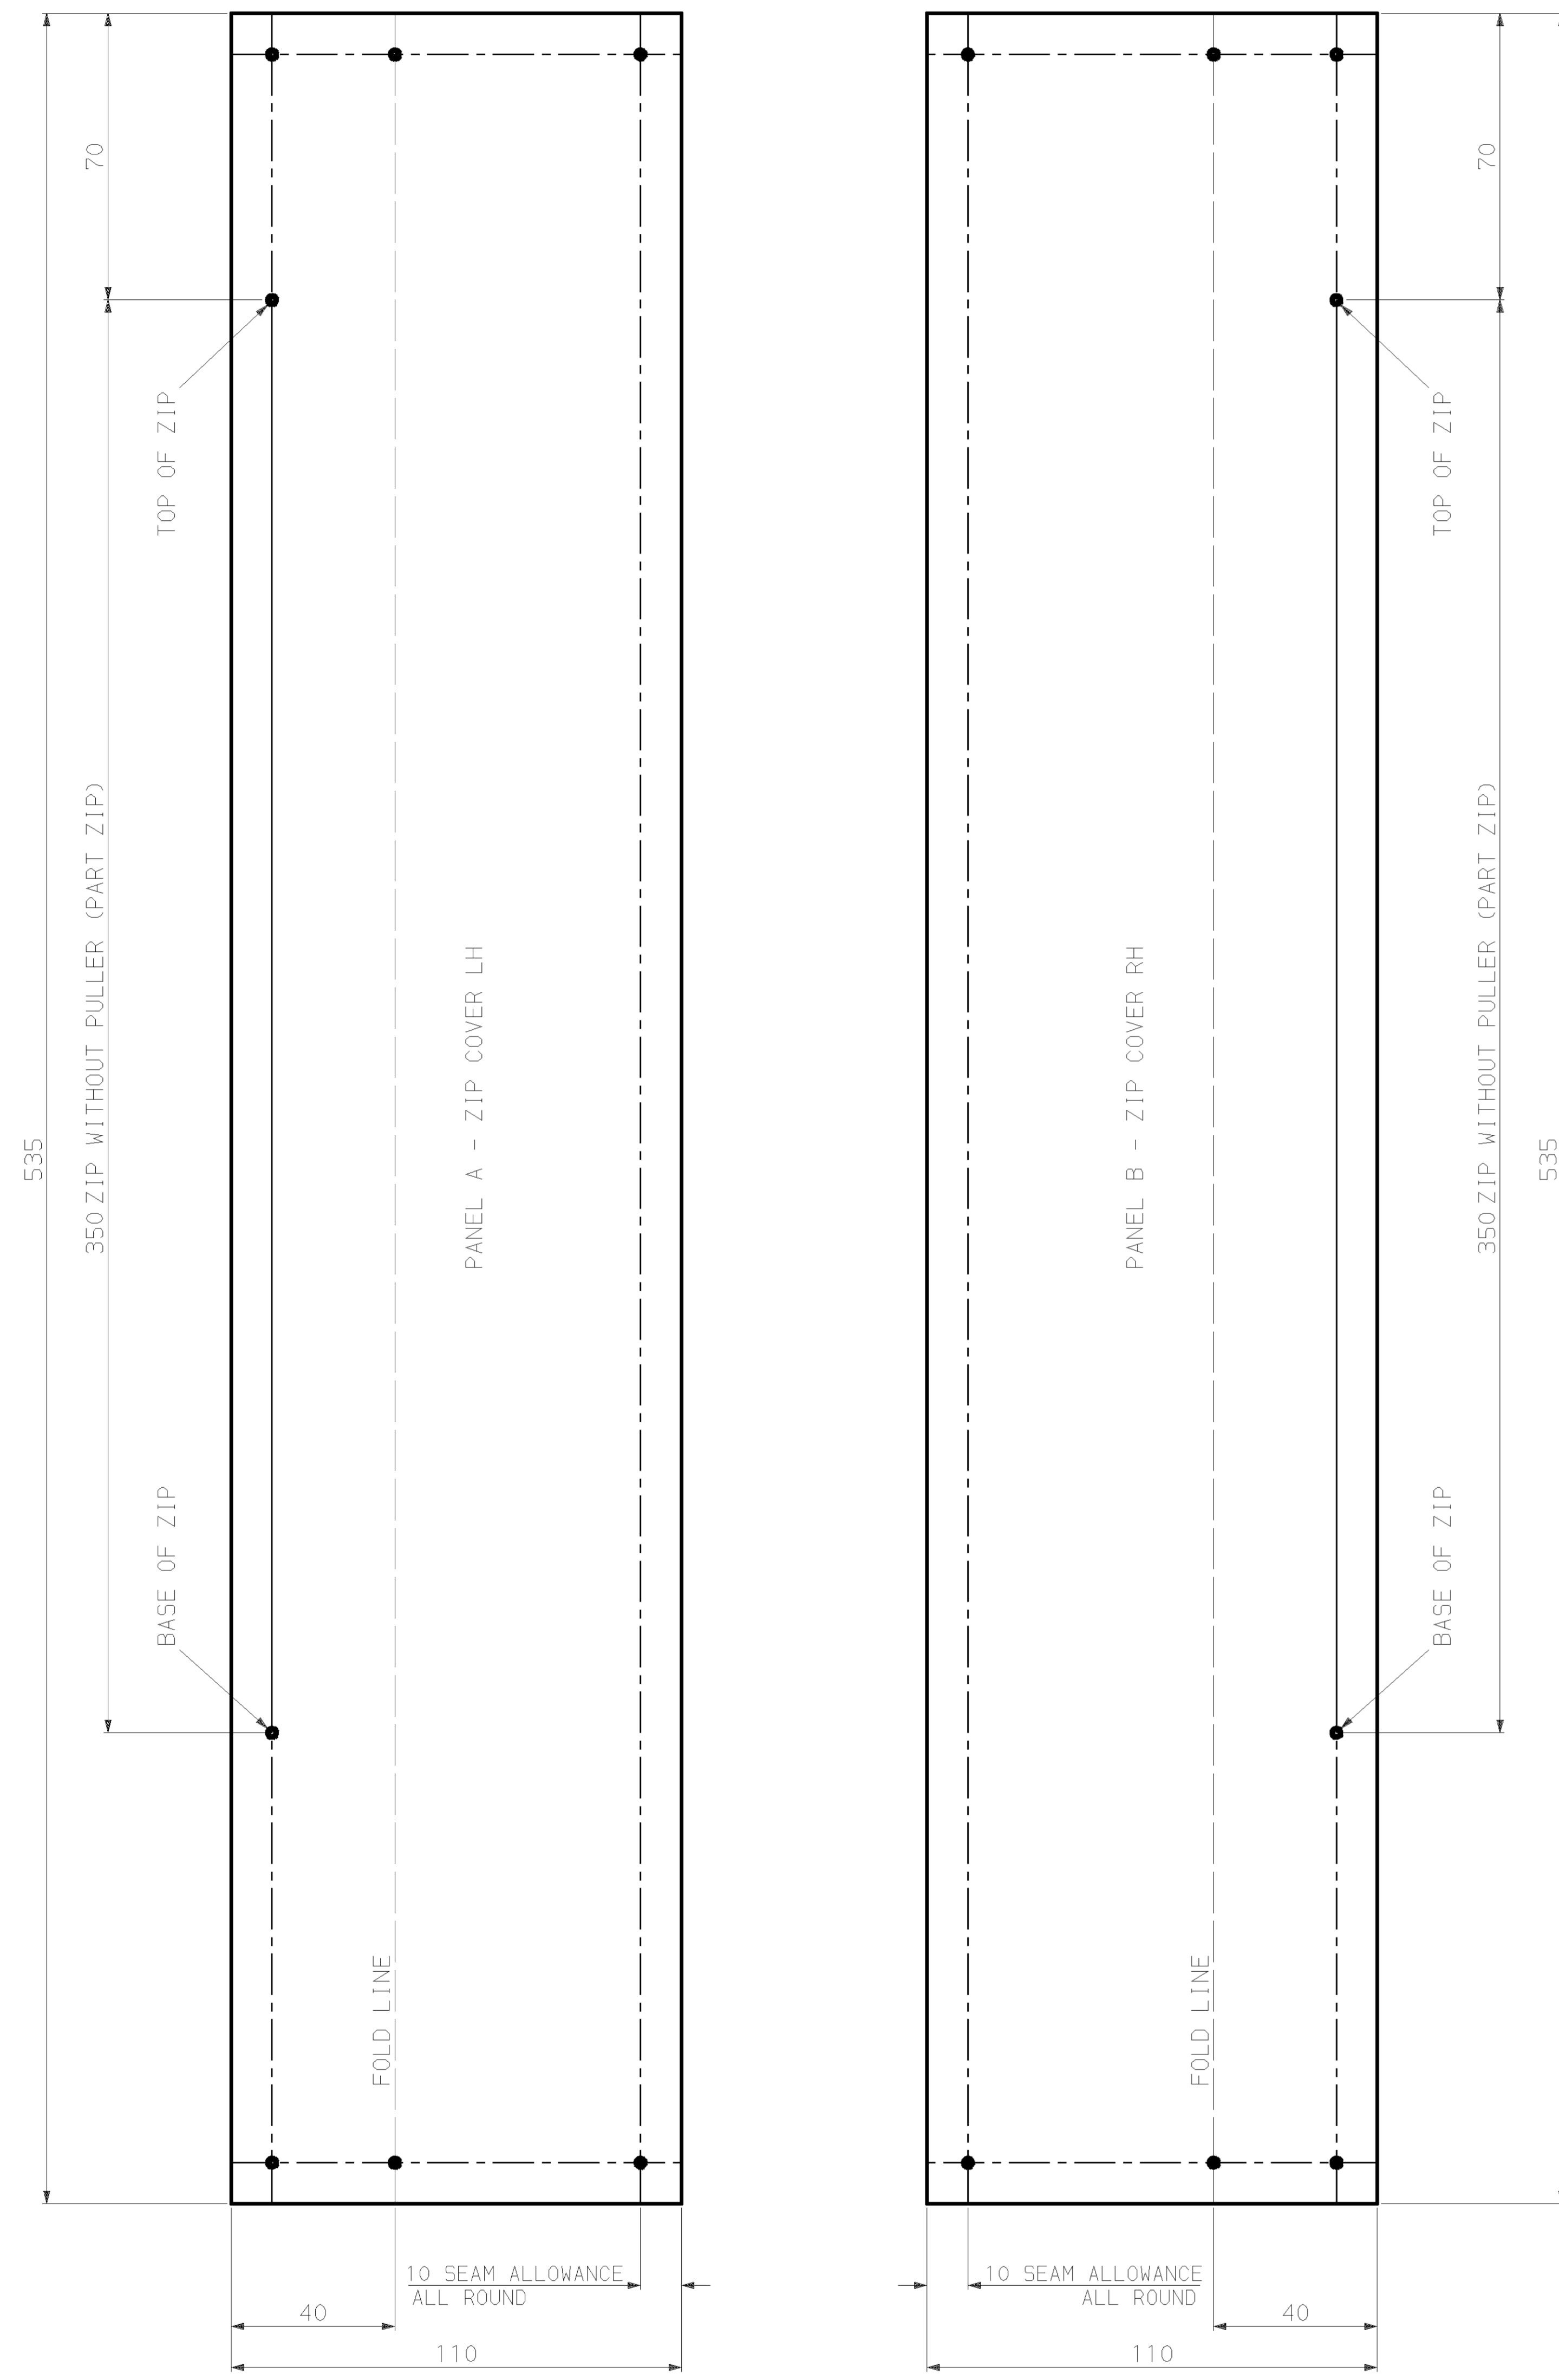 70
TOP OF ZIP
350 ZIP WITHOUT PULLER (PART ZIP)
535
PANEL A - ZIP COVER LH
BASE OF ZIP
FOLD LINE
10 SEAM ALLOWANCE
ALL ROUND
40
110
70
TOP OF ZIP
350 ZIP WITHOUT PULLER (PART ZIP)
535
PANEL B - ZIP COVER RH
BASE OF ZIP
FOLD LINE
10 SEAM ALLOWANCE
ALL ROUND
40
110